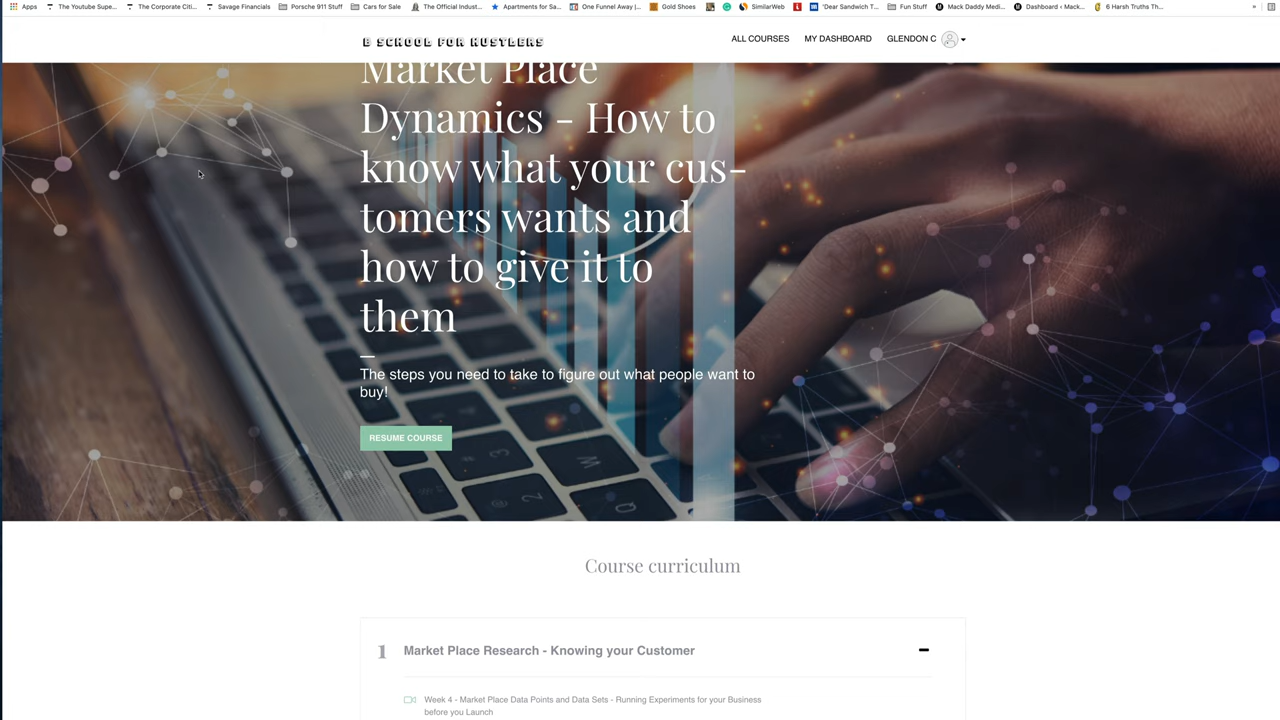 Apps
The Youtube Supe...
The Corporate Citi...
Savage Financials
Porsche 911 Stuff
Cars for Sale
The Official Indust...
Apartments for Sa...
One Funnel Away |...
Gold Shoes
SimilarWeb
"Dear Sandwich T...
Fun Stuff
Mack Daddy Medi...
Dashboard ‹ Mack...
6 Harsh Truths Th...
»
B SCHOOL FOR HUSTLERS
ALL COURSES
MY DASHBOARD
GLENDON C
Market Place
Dynamics - How to
know what your cus-
tomers wants and
how to give it to
them
The steps you need to take to figure out what people want to
buy!
RESUME COURSE
Course curriculum
1
Market Place Research - Knowing your Customer
Week 4 - Market Place Data Points and Data Sets - Running Experiments for your Business
before you Launch